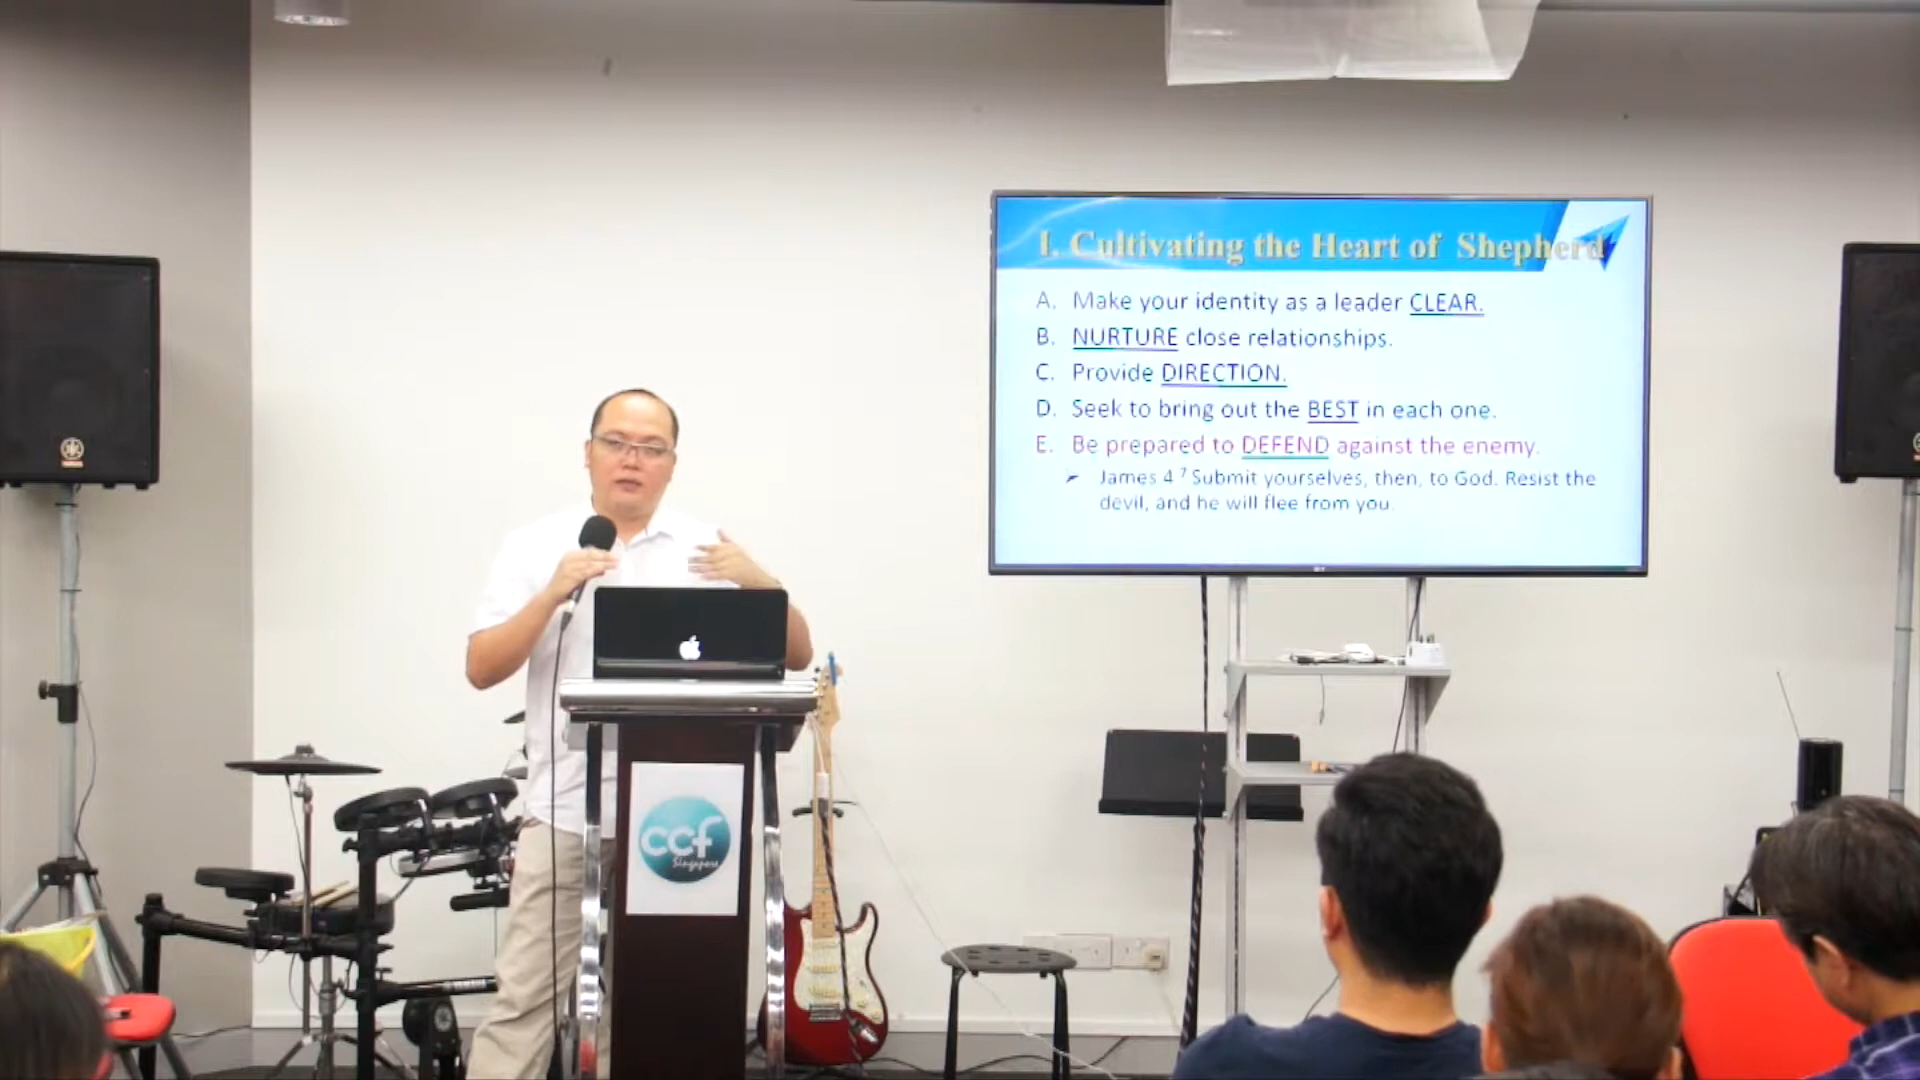 I. Cultivating the Heart of Shepherd
A. Make your identity as a leader CLEAR.
B. NURTURE close relationships.
C. Provide DIRECTION.
D. Seek to bring out the BEST in each one.
E. Be prepared to DEFEND against the enemy.
➢ James 4 7 Submit yourselves, then, to God. Resist the
devil, and he will flee from you.
ccf
Singapore